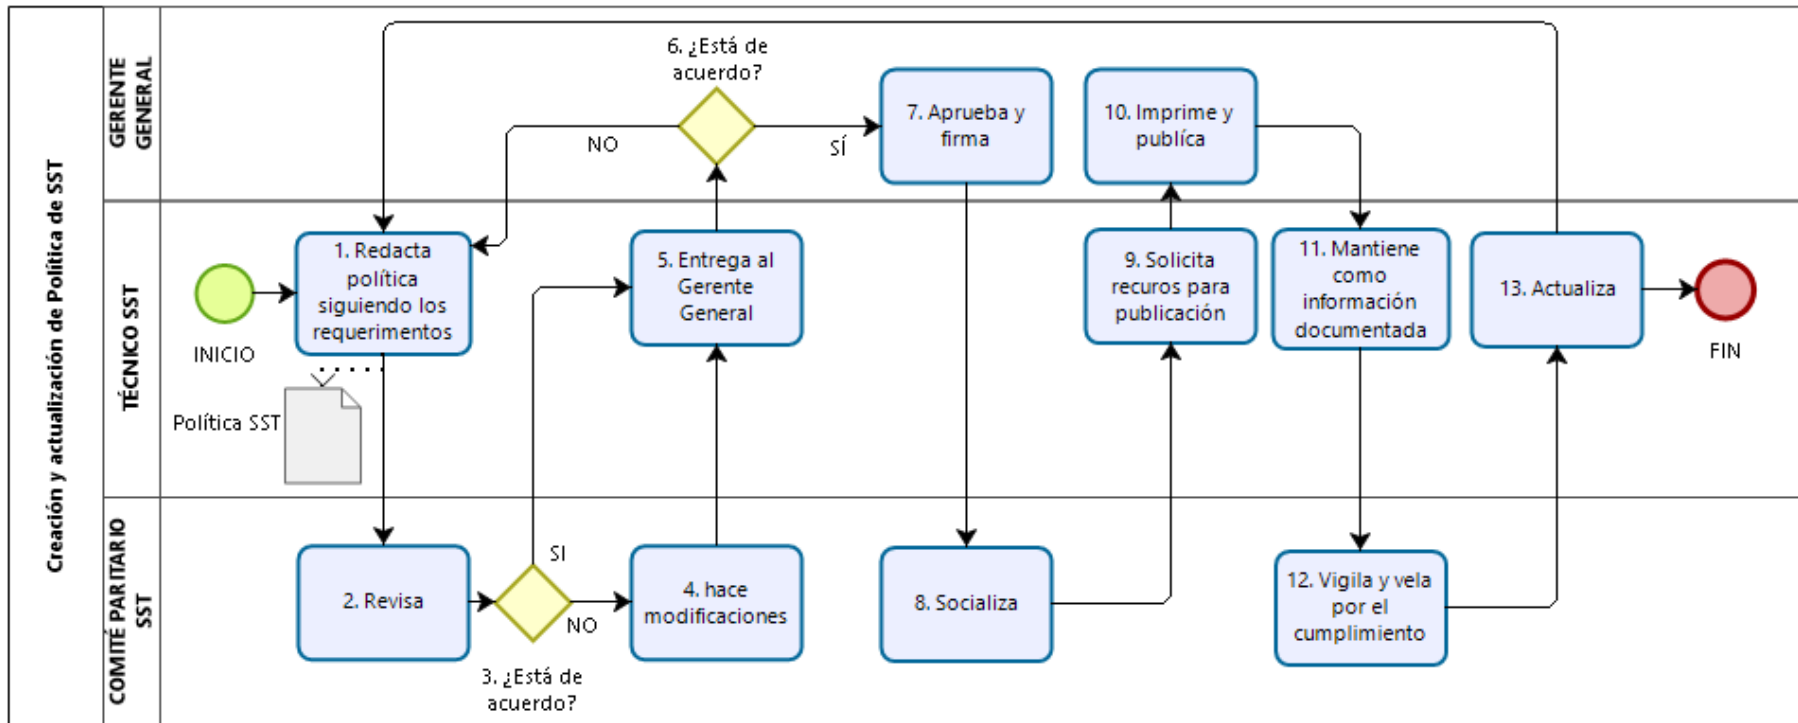 Creación y actualización de Política de SST
GERENTE
GENERAL
6. ¿Está de
acuerdo?
NO
SÍ
7. Aprueba y
firma
10. Imprime y
publíca
TÉCNICO SST
INICIO
1. Redacta
política
siguiendo los
requerimentos
Política SST
5. Entrega al
Gerente
General
9. Solicita
recuros para
publicación
11. Mantiene
como
información
documentada
13. Actualiza
FIN
COMITÉ PARITARIO
SST
2. Revisa
SI
NO
3. ¿Está de
acuerdo?
4. hace
modificaciones
8. Socializa
12. Vigila y vela
por el
cumplimiento